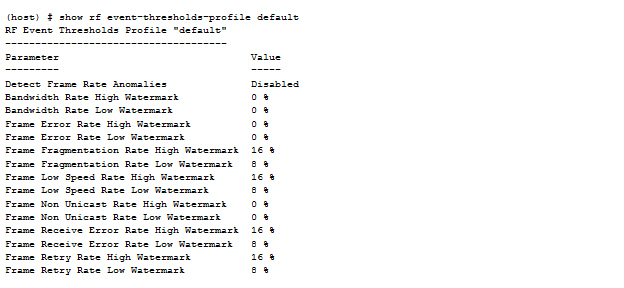 (host) # show rf event-thresholds-profile default
RF Event Thresholds Profile "default"
-------------------------------------
Parameter                                Value
---------                                -----
Detect Frame Rate Anomalies              Disabled
Bandwidth Rate High Watermark            0 %
Bandwidth Rate Low Watermark             0 %
Frame Error Rate High Watermark          0 %
Frame Error Rate Low Watermark           0 %
Frame Fragmentation Rate High Watermark  16 %
Frame Fragmentation Rate Low Watermark   8 %
Frame Low Speed Rate High Watermark      16 %
Frame Low Speed Rate Low Watermark       8 %
Frame Non Unicast Rate High Watermark    0 %
Frame Non Unicast Rate Low Watermark     0 %
Frame Receive Error Rate High Watermark  16 %
Frame Receive Error Rate Low Watermark   8 %
Frame Retry Rate High Watermark          16 %
Frame Retry Rate Low Watermark           8 %